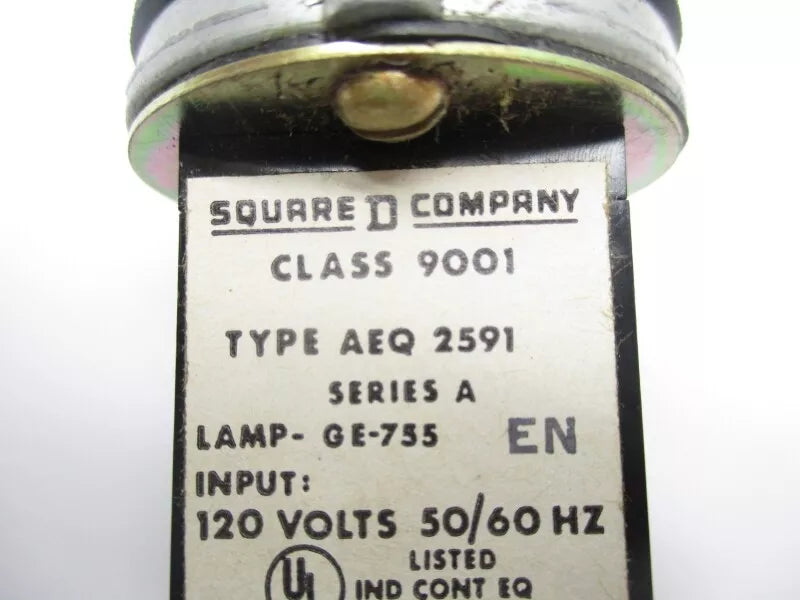 SQUARE D COMPANY
CLASS 9001
TYPE AEQ 2591
SERIES A
LAMP- GE-755 EN
INPUT:
120 VOLTS 50/60 HZ
UL LISTED
IND CONT EQ